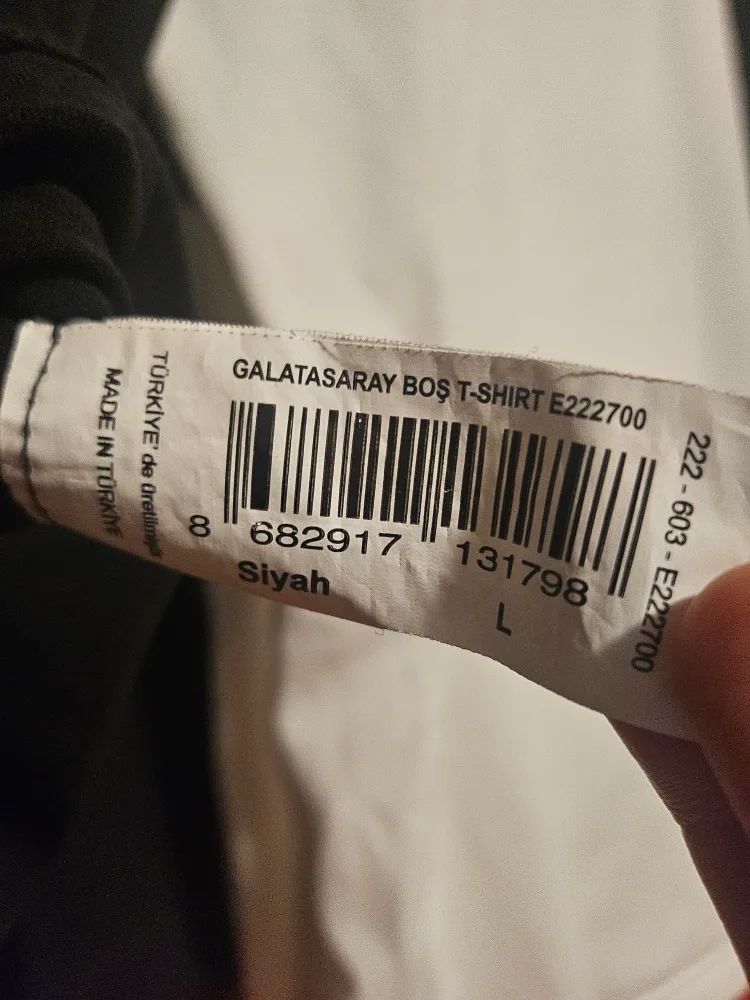 GALATASARAY BOŞ T-SHIRT E222700
8 682917 131798
Siyah
L
222 - 603 - E222700
TÜRKİYE' de üretilmiştir
MADE IN TÜRKİYE